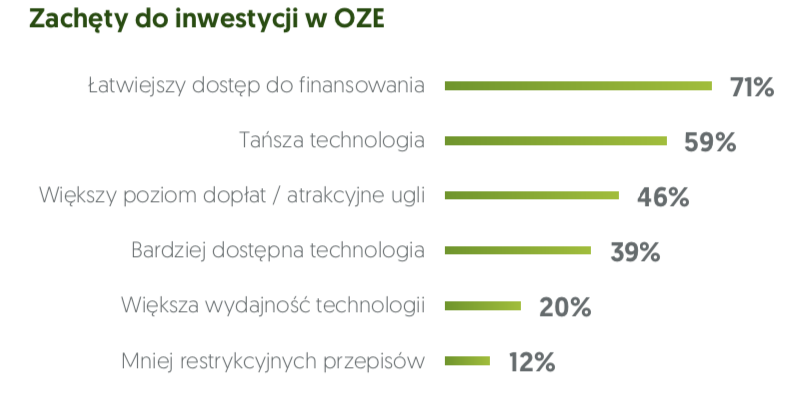 Zachęty do inwestycji w OZE
Łatwiejszy dostęp do finansowania 71%
Tańsza technologia 59%
Większy poziom dopłat / atrakcyjne ugli 46%
Bardziej dostępna technologia 39%
Większa wydajność technologii 20%
Mniej restrykcyjnych przepisów 12%